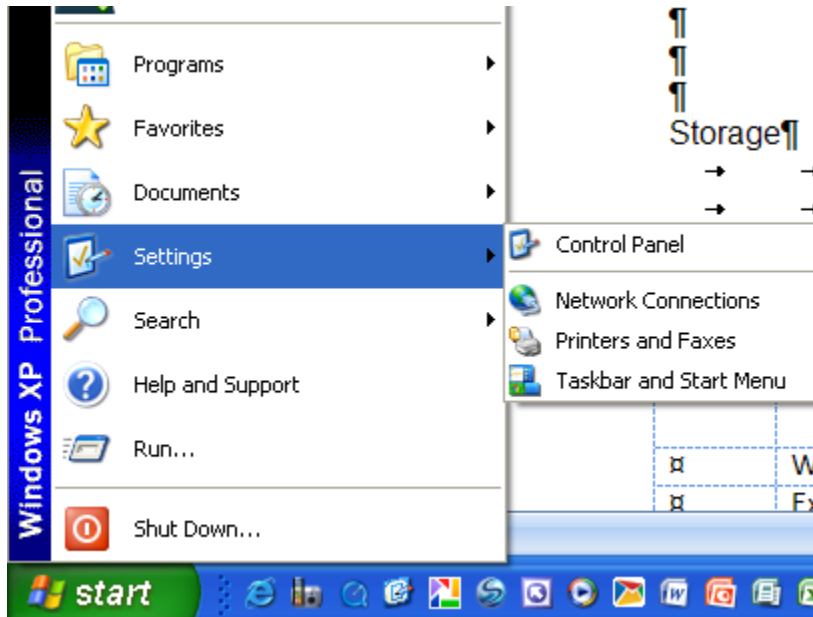 Programs
Favorites
Documents
Settings
Search
Help and Support
Run...
Shut Down...
Windows XP Professional
Control Panel
Network Connections
Printers and Faxes
Taskbar and Start Menu
¶
¶
¶
Storage¶
→ →
→ →
¤ W
¤ Ex
start